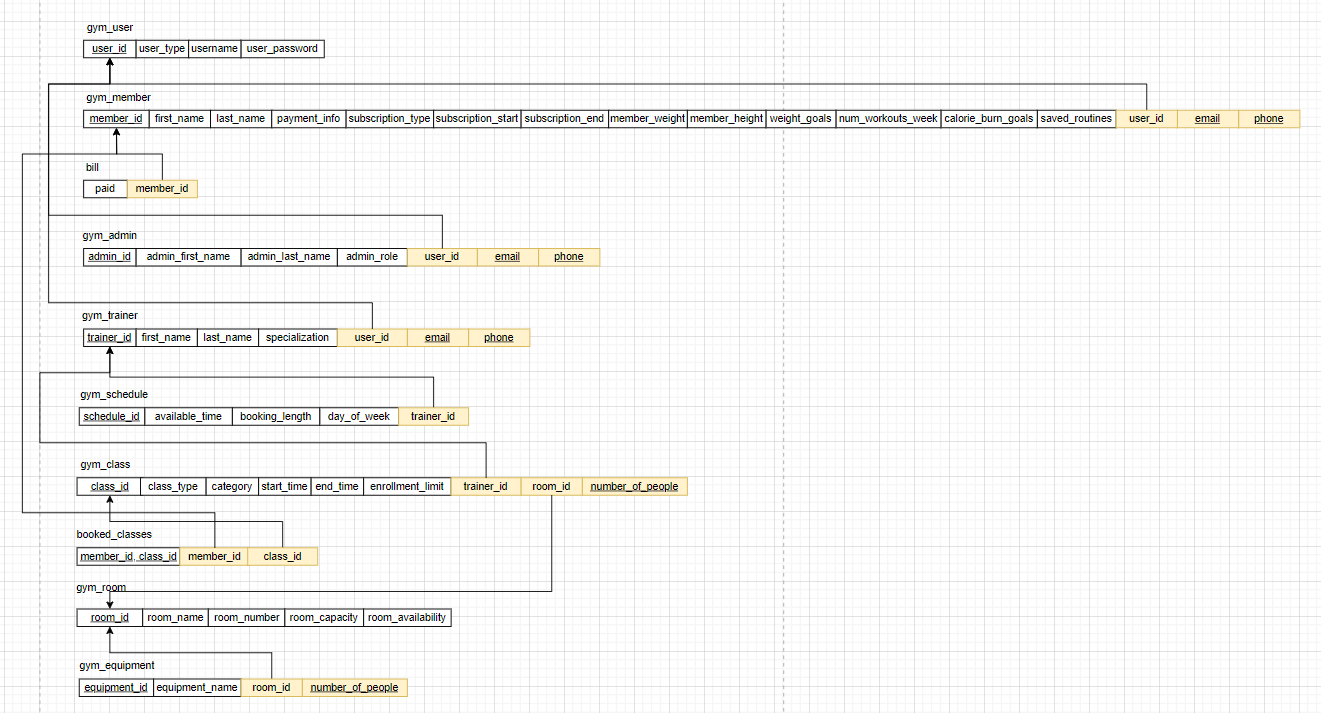 gym_user
user_id user_type username user_password
gym_member
member_id first_name last_name payment_info subscription_type subscription_start subscription_end member_weight member_height weight_goals num_workouts_week calorie_burn_goals saved_routines user_id email phone
bill
paid member_id
gym_admin
admin_id admin_first_name admin_last_name admin_role user_id email phone
gym_trainer
trainer_id first_name last_name specialization user_id email phone
gym_schedule
schedule_id available_time booking_length day_of_week trainer_id
gym_class
class_id class_type category start_time end_time enrollment_limit trainer_id room_id number_of_people
booked_classes
member_id, class_id member_id class_id
gym_room
room_id room_name room_number room_capacity room_availability
gym_equipment
equipment_id equipment_name room_id number_of_people